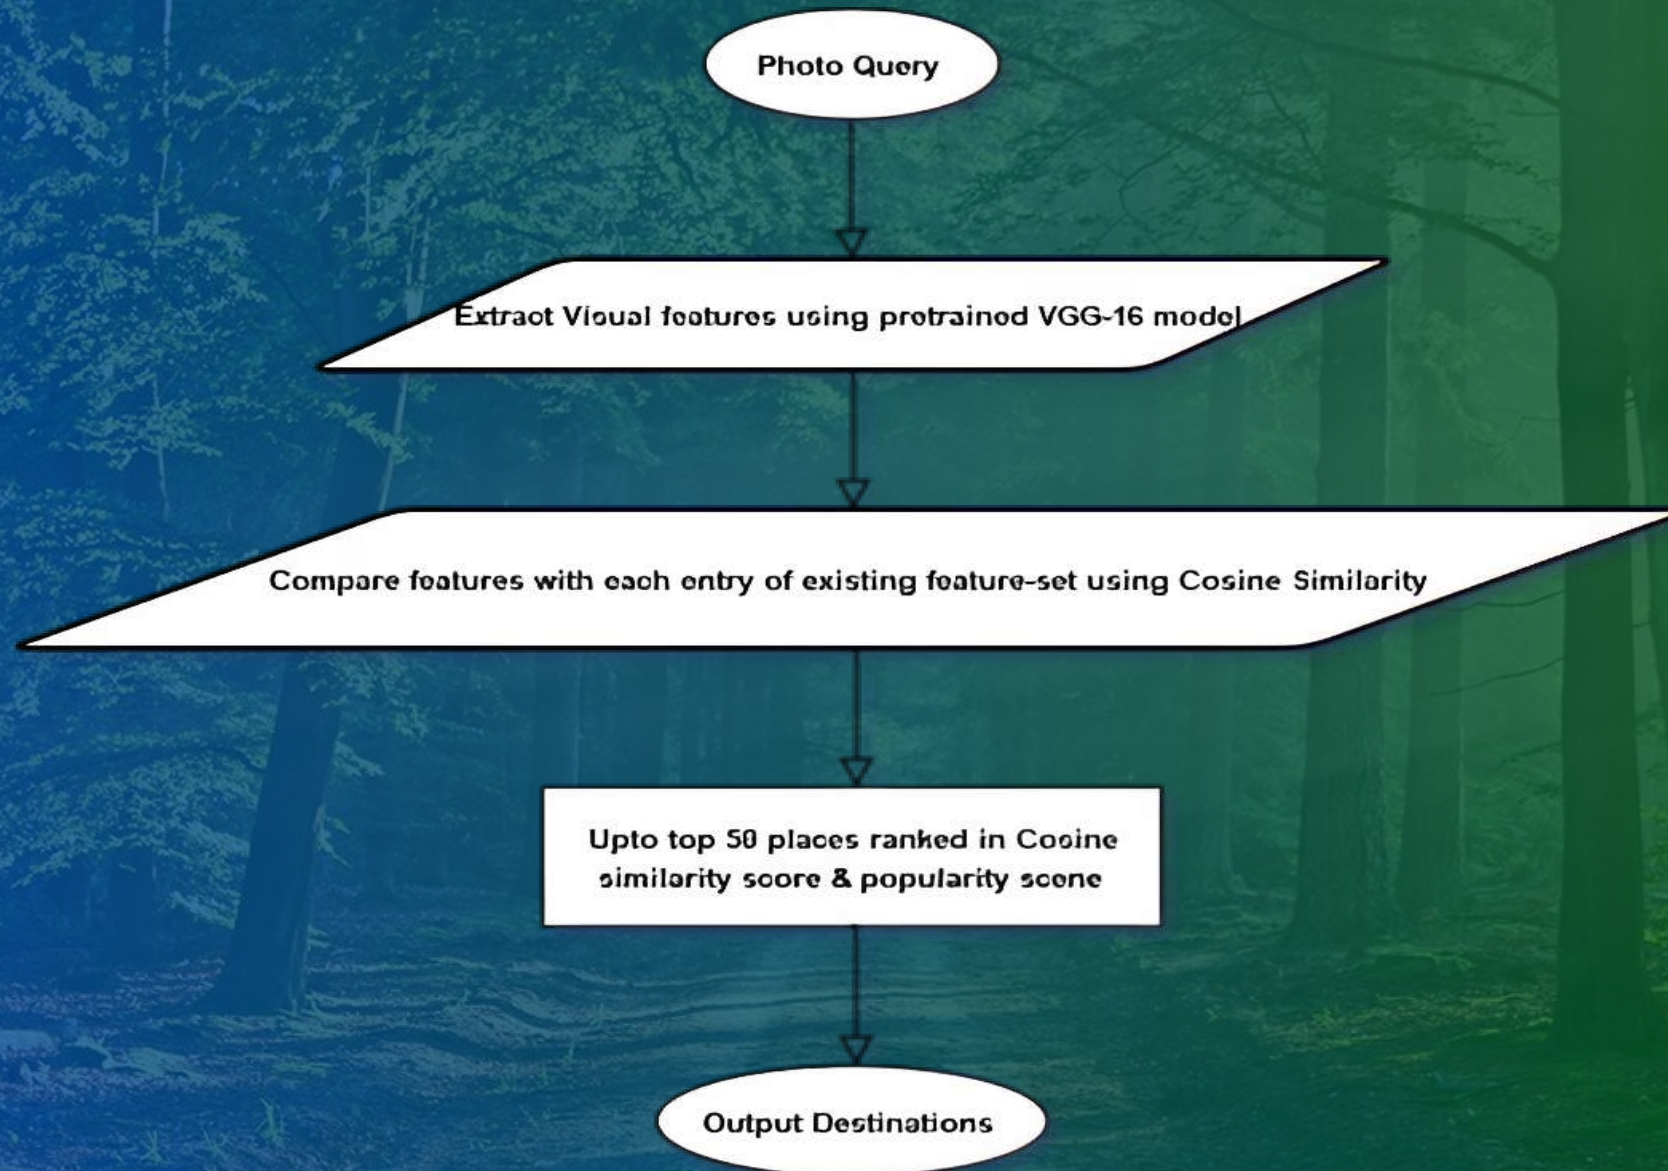 Photo Query
Extract Visual features using pretrained VGG-16 model
Compare features with each entry of existing feature-set using Cosine Similarity
Upto top 50 places ranked in Cosine
similarity score & popularity scene
Output Destinations